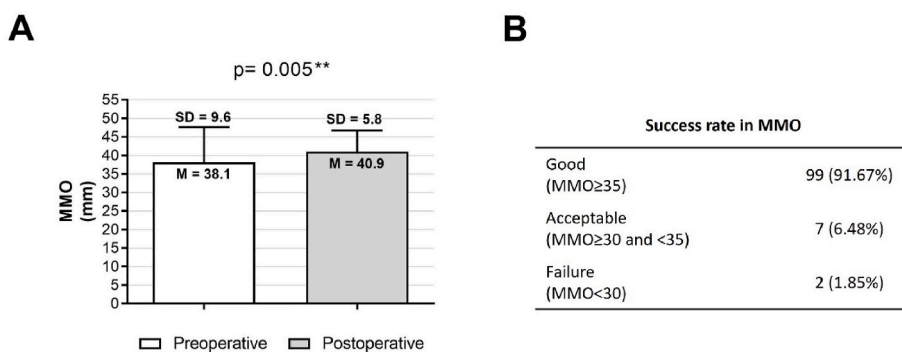 A
p= 0.005**
MMO
(mm)
55
50
45
40
35
30
25
20
15
10
5
0
SD = 9.6
M = 38.1
SD = 5.8
M = 40.9
Preoperative
Postoperative
B
Success rate in MMO
Good
(MMO≥35)
99 (91.67%)
Acceptable
(MMO≥30 and <35)
7 (6.48%)
Failure
(MMO<30)
2 (1.85%)